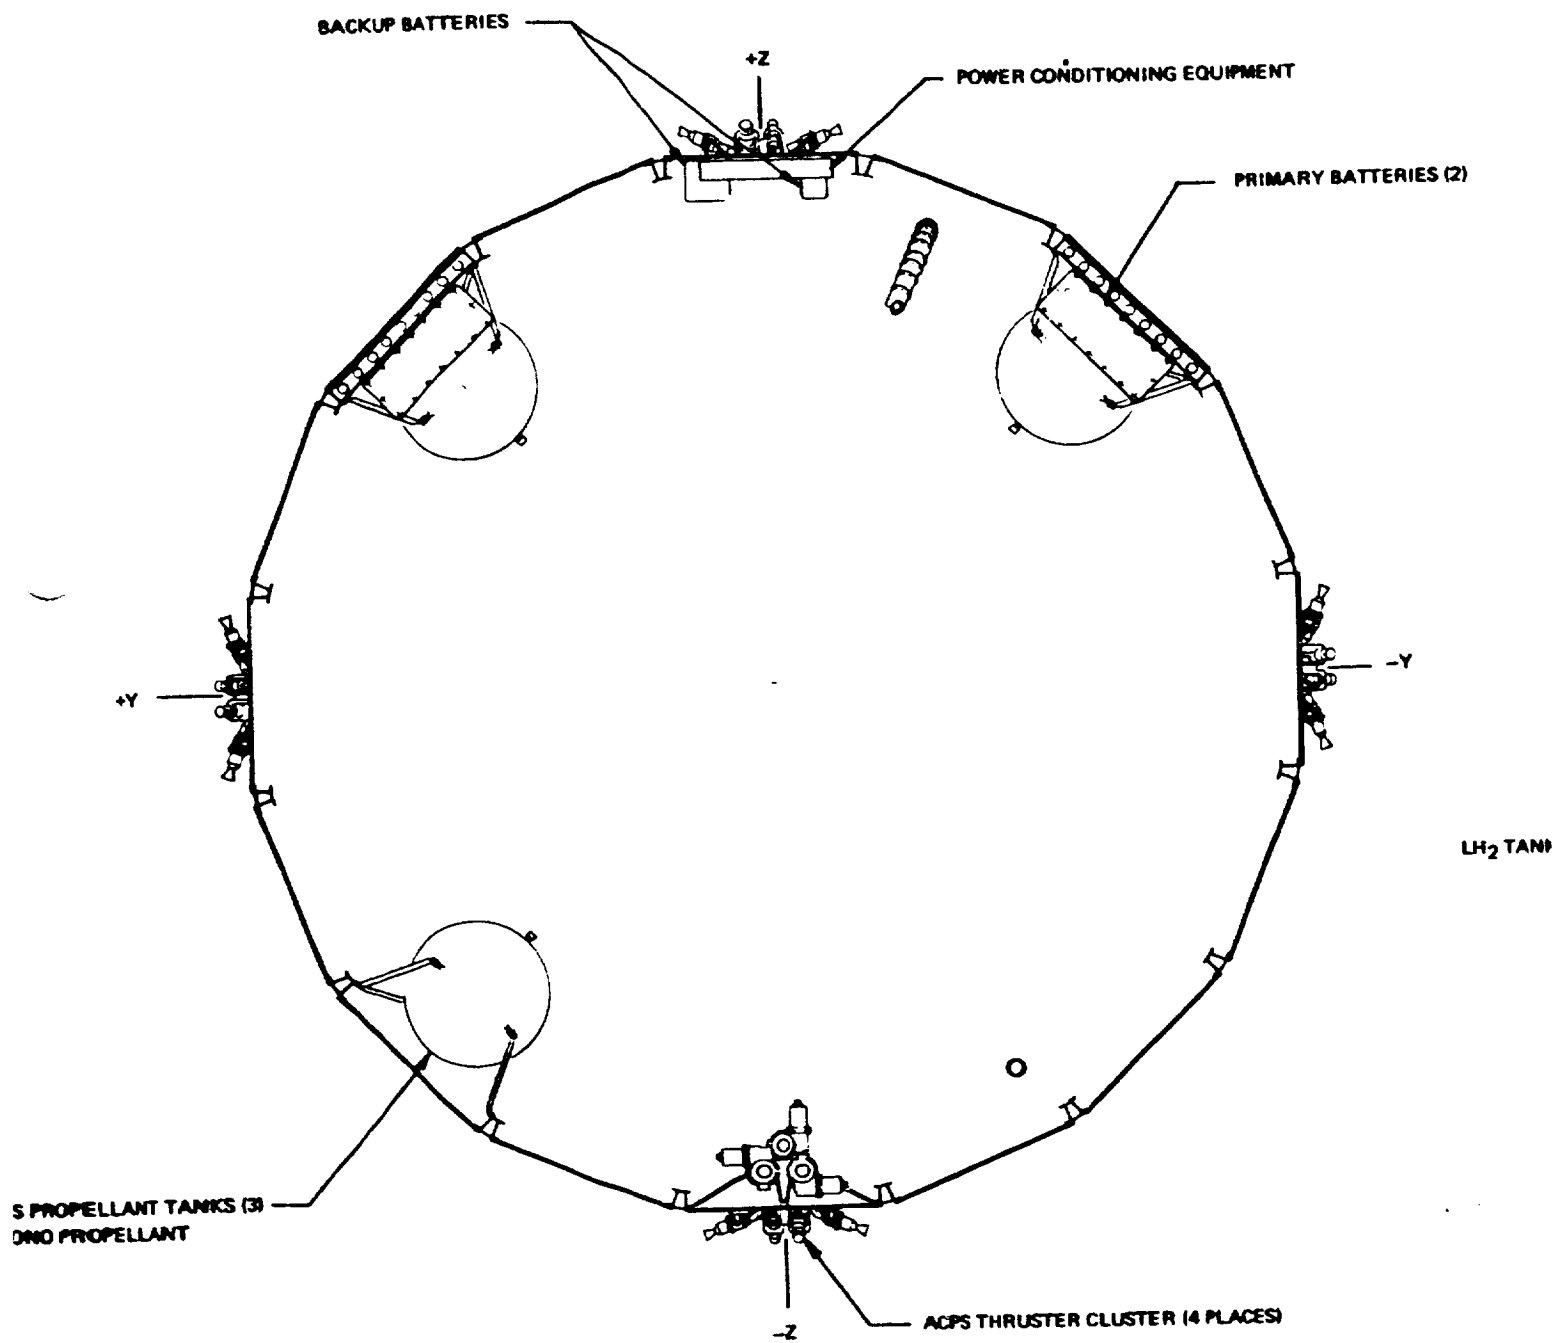 BACKUP BATTERIES
+Z
POWER CONDITIONING EQUIPMENT
PRIMARY BATTERIES (2)
+Y
-Y
LH2 TAN
S PROPELLANT TANKS (3)
ONO PROPELLANT
ACPS THRUSTER CLUSTER (4 PLACES)
-Z